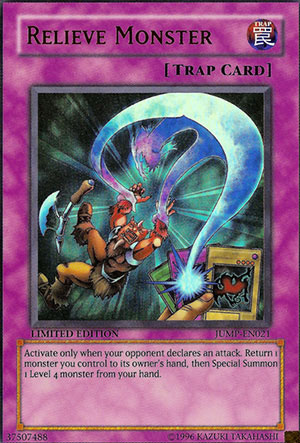 RELIEVE MONSTER
TRAP
罠
[TRAP CARD]
LIMITED EDITION
JUMP-EN021
Activate only when your opponent declares an attack. Return 1
monster you control to its owner's hand, then Special Summon
1 Level 4 monster from your hand.
37507488
©1996 KAZUKI TAKAHASHI